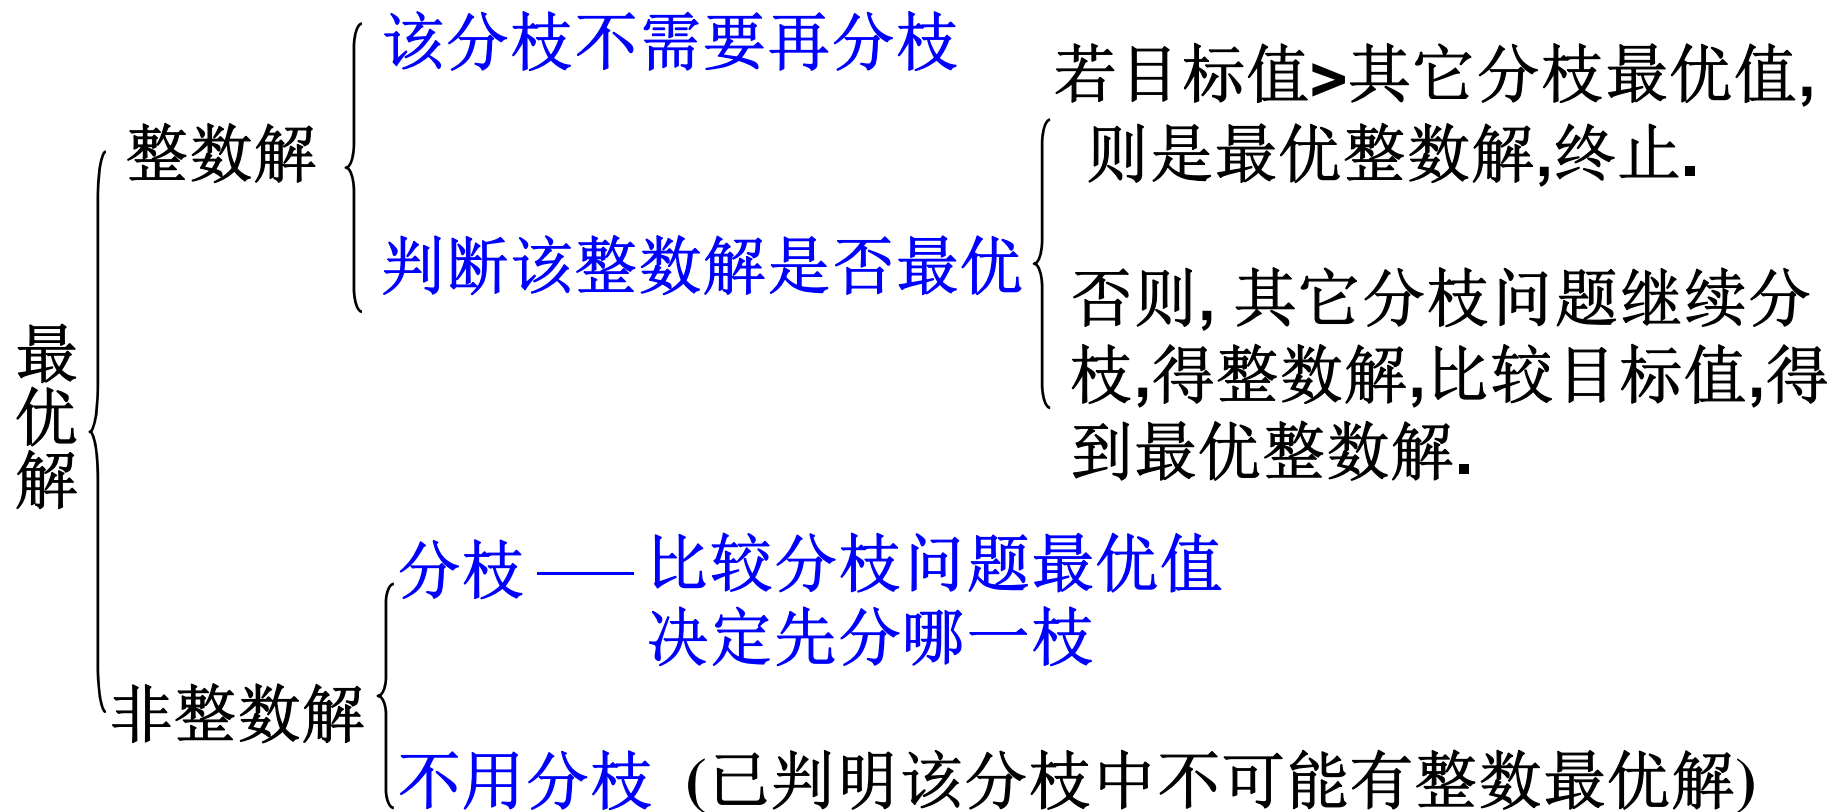 最优解
整数解
该分枝不需要再分枝
判断该整数解是否最优
若目标值>其它分枝最优值,
则是最优整数解,终止.
否则, 其它分枝问题继续分
枝,得整数解,比较目标值,得
到最优整数解.
非整数解
分枝 —— 比较分枝问题最优值
决定先分哪一枝
不用分枝 (已判明该分枝中不可能有整数最优解)